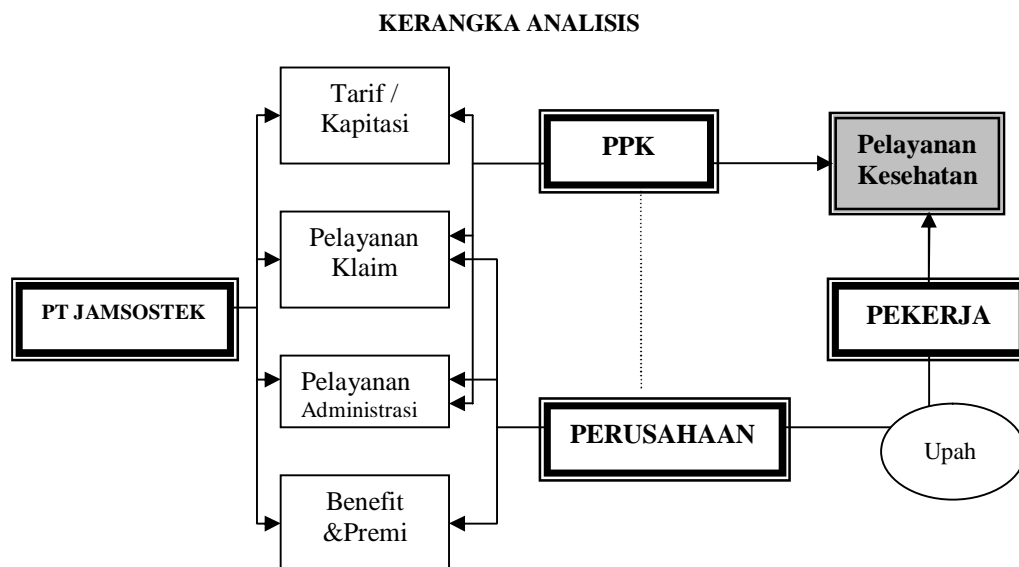 KERANGKA ANALISIS
Tarif /
Kapitasi
PPK
Pelayanan
Kesehatan
Pelayanan
Klaim
PT JAMSOSTEK
PEKERJA
Pelayanan
Administrasi
PERUSAHAAN
Upah
Benefit
&Premi